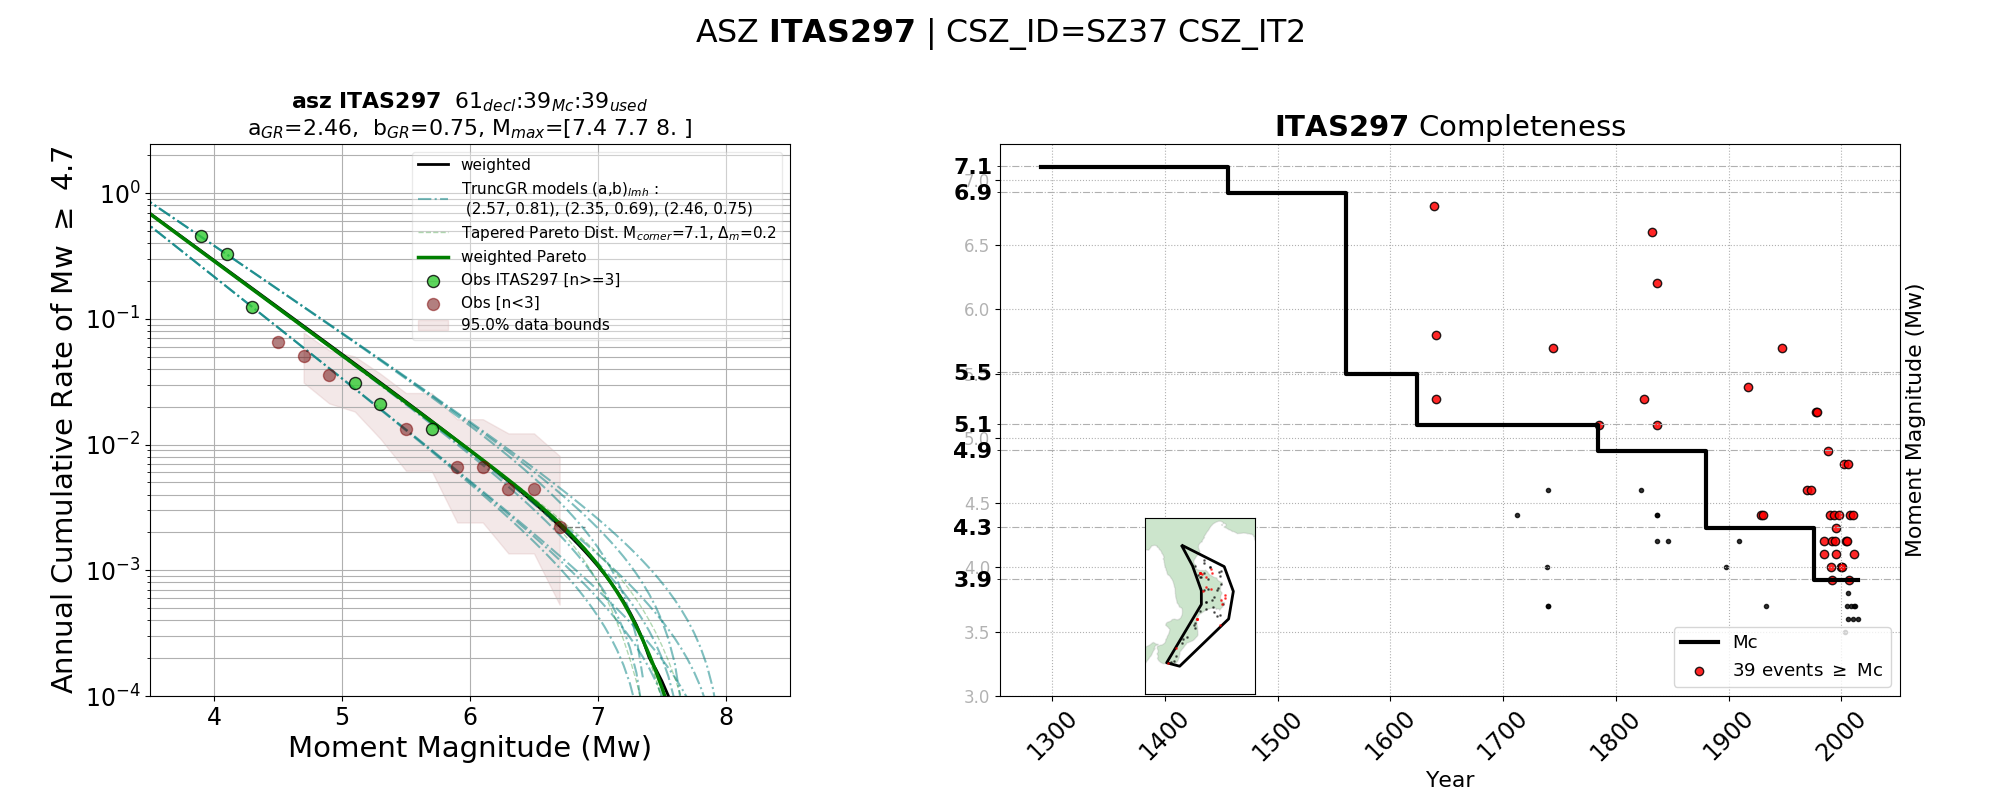 ASZ ITAS297 | CSZ_ID=SZ37 CSZ_IT2
asz ITAS297 61decl:39Mc:39used
aGR=2.46, bGR=0.75, Mmax=[7.4 7.7 8. ]
Annual Cumulative Rate of Mw ≥ 4.7
10^0
10^−1
10^−2
10^−3
10^−4
weighted
TruncGR models (a,b)lmh :
(2.57, 0.81), (2.35, 0.69), (2.46, 0.75)
Tapered Pareto Dist. Mcorner=7.1, Δm=0.2
weighted Pareto
Obs ITAS297 [n>=3]
Obs [n<3]
95.0% data bounds
4 5 6 7 8
Moment Magnitude (Mw)
ITAS297 Completeness
7.1
7.0
6.9
6.5
6.0
5.5
5.5
5.1
5.0
4.9
4.5
4.3
4.0
3.9
3.5
3.0
Moment Magnitude (Mw)
Mc
39 events ≥ Mc
1300 1400 1500 1600 1700 1800 1900 2000
Year